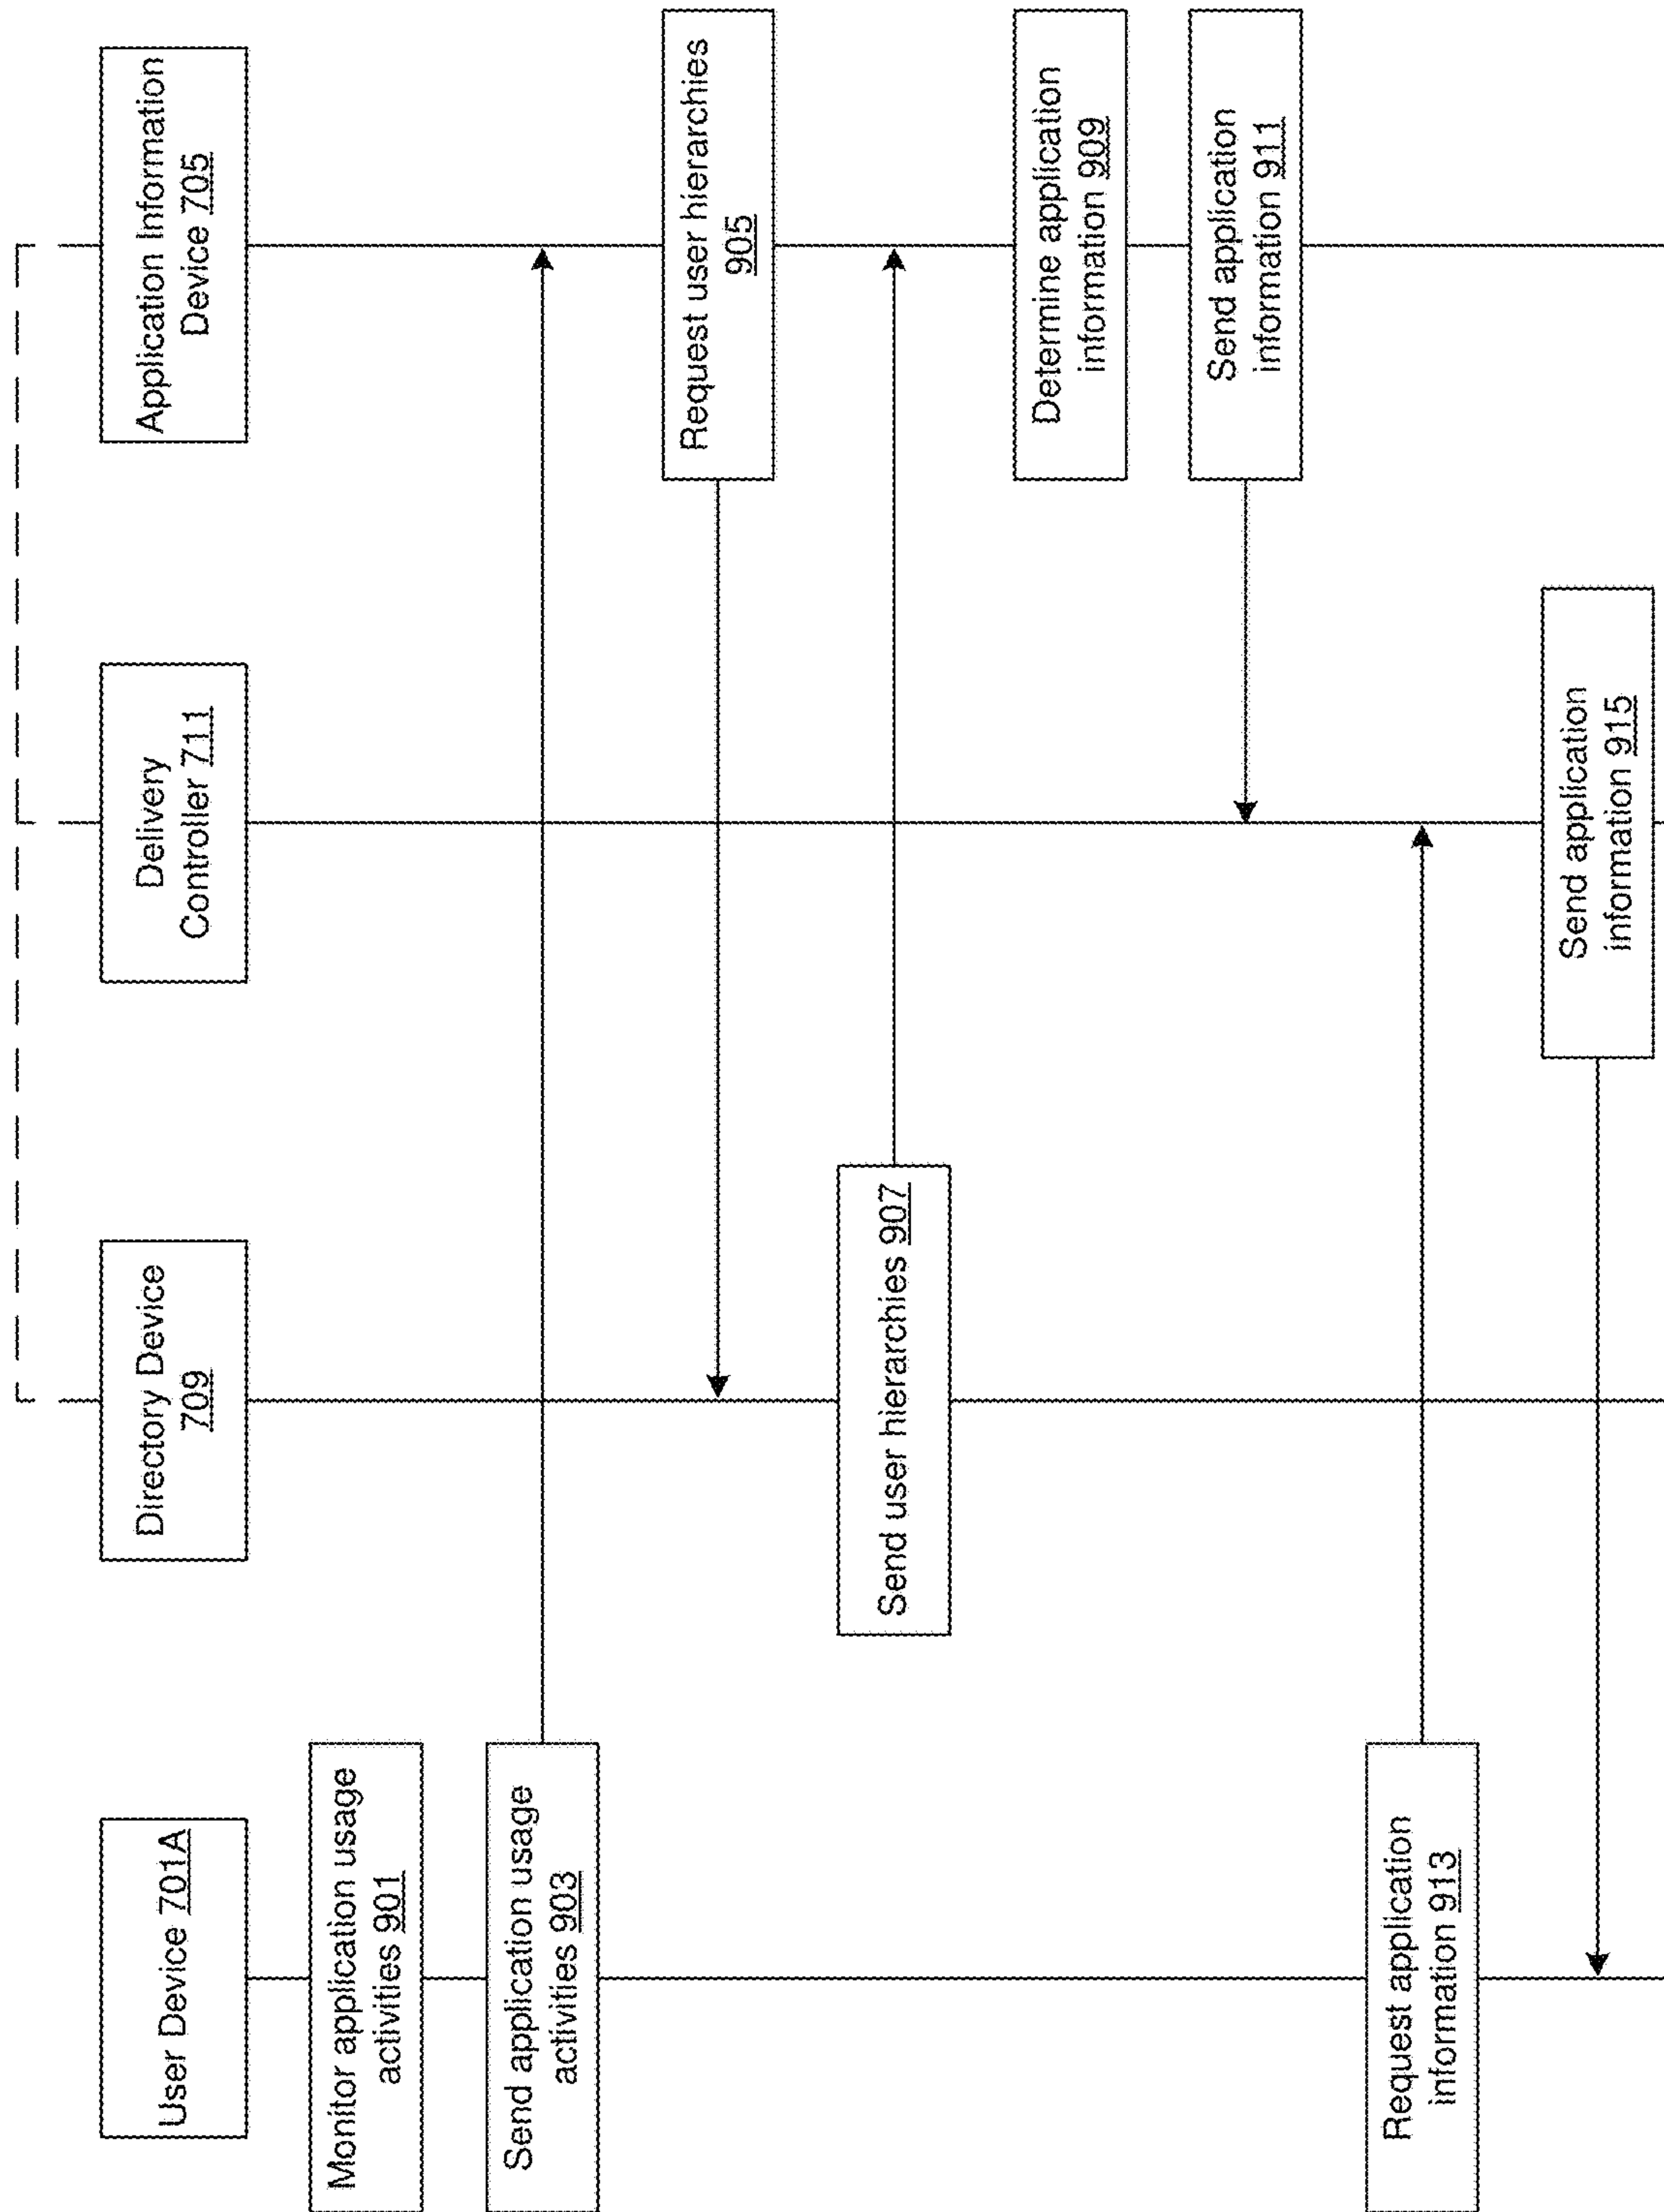 User Device 701A
Directory Device
709
Delivery
Controller 711
Application Information
Device 705
Monitor application usage
activities 901
Send application usage
activities 903
Request user hierarchies
905
Send user hierarchies 907
Determine application
information 909
Send application
information 911
Request application
information 913
Send application
information 915